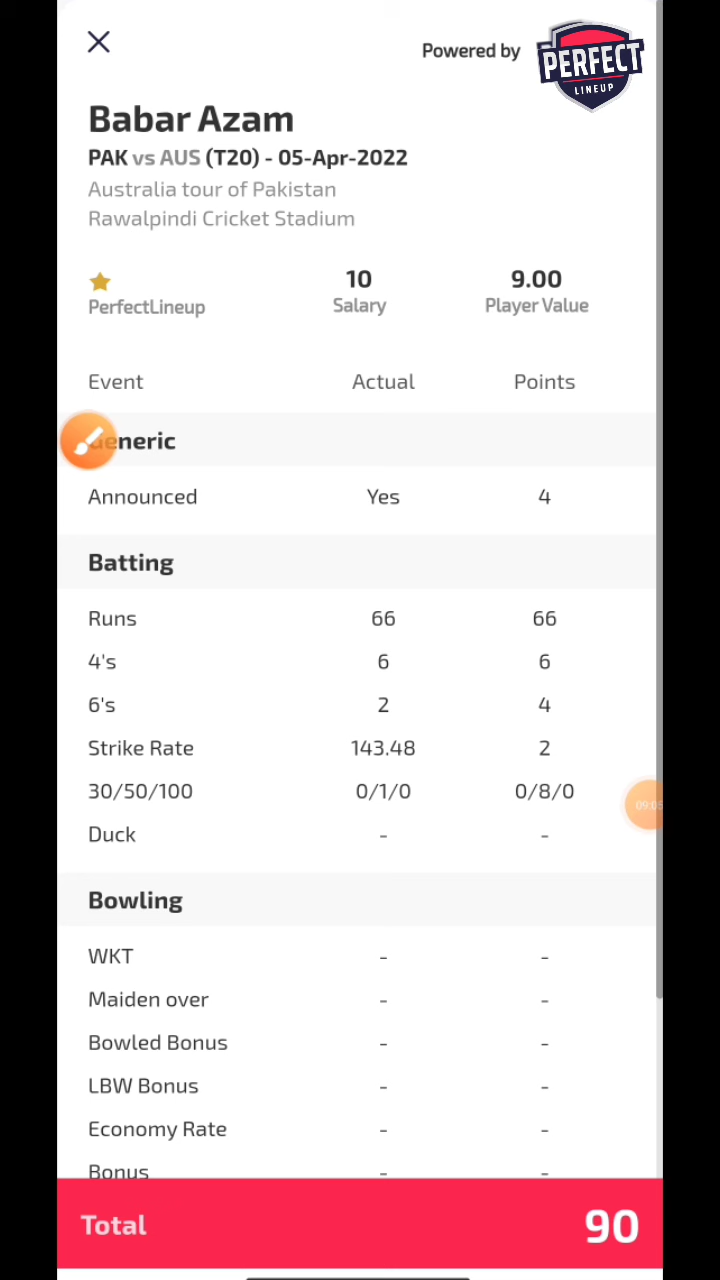 Powered by
PERFECT
LINEUP
Babar Azam
PAK vs AUS (T20) - 05-Apr-2022
Australia tour of Pakistan
Rawalpindi Cricket Stadium
10 9.00
PerfectLineup Salary Player Value
Event Actual Points
Generic
Announced Yes 4
Batting
Runs 66 66
4's 6 6
6's 2 4
Strike Rate 143.48 2
30/50/100 0/1/0 0/8/0
Duck - -
Bowling
WKT - -
Maiden over - -
Bowled Bonus - -
LBW Bonus - -
Economy Rate - -
Bonus - -
Total 90